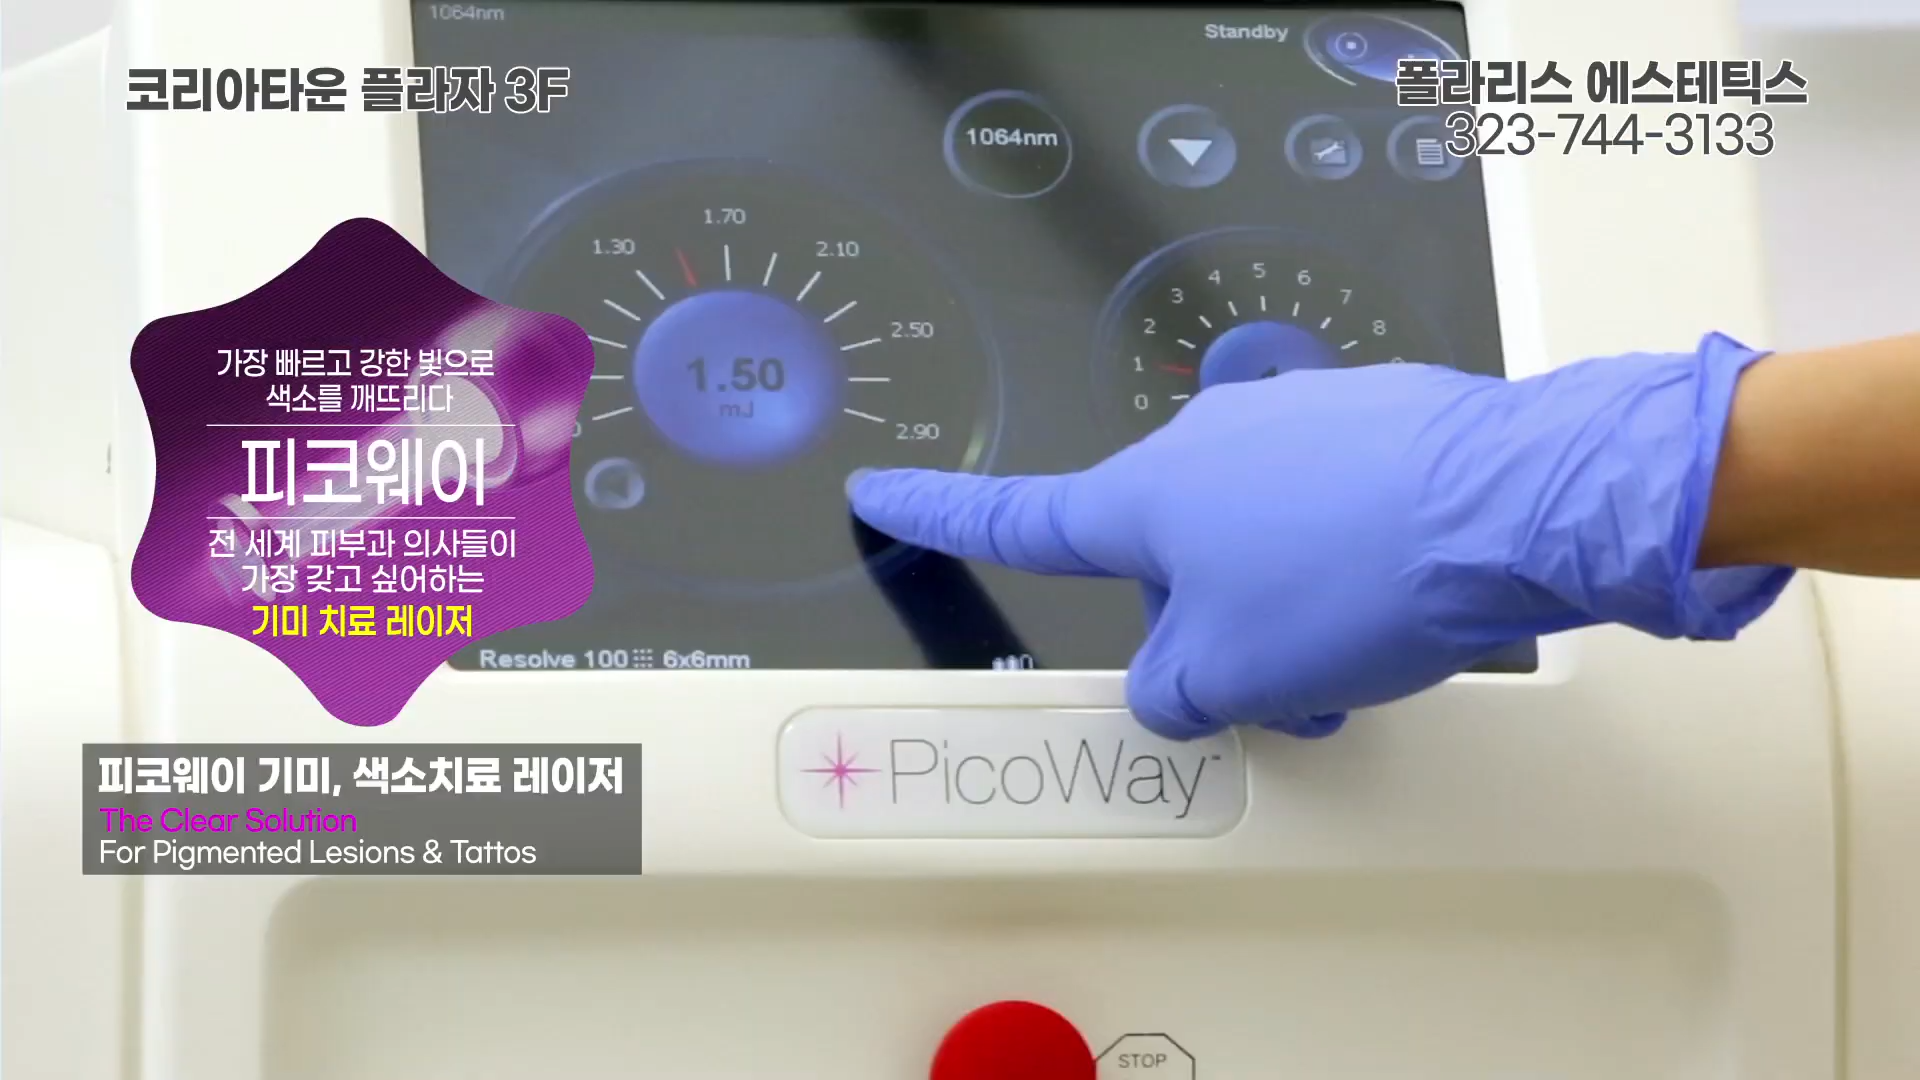 1064nm
Standby
코리아타운 플라자 3F
폴라리스 에스테틱스
323-744-3133
1064nm
1.30
1.70
2.10
2.50
2.90
1.50
mJ
0
1
2
3
4
5
6
7
8
가장 빠르고 강한 빛으로
색소를 깨뜨리다
피코웨이
전 세계 피부과 의사들이
가장 갖고 싶어하는
기미 치료 레이저
Resolve 100 6x6mm
PicoWay™
피코웨이 기미, 색소치료 레이저
The Clear Solution
For Pigmented Lesions & Tattos
STOP